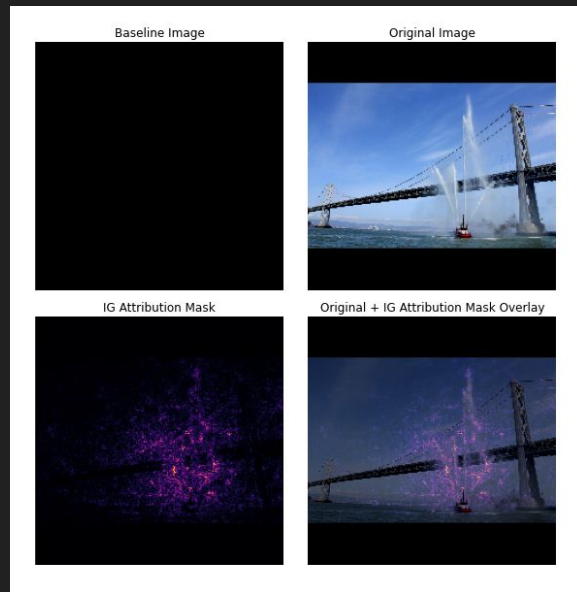 Baseline Image
Original Image
IG Attribution Mask
Original + IG Attribution Mask Overlay